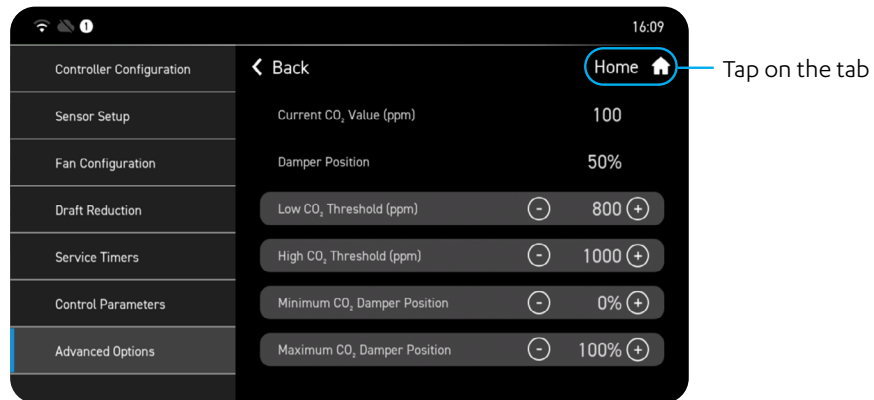 1
16:09
Controller Configuration
Sensor Setup
Fan Configuration
Draft Reduction
Service Timers
Control Parameters
Advanced Options
Back
Home
Tap on the tab
Current CO₂ Value (ppm) 100
Damper Position 50%
Low CO₂ Threshold (ppm) - 800 +
High CO₂ Threshold (ppm) - 1000 +
Minimum CO₂ Damper Position - 0% +
Maximum CO₂ Damper Position - 100% +